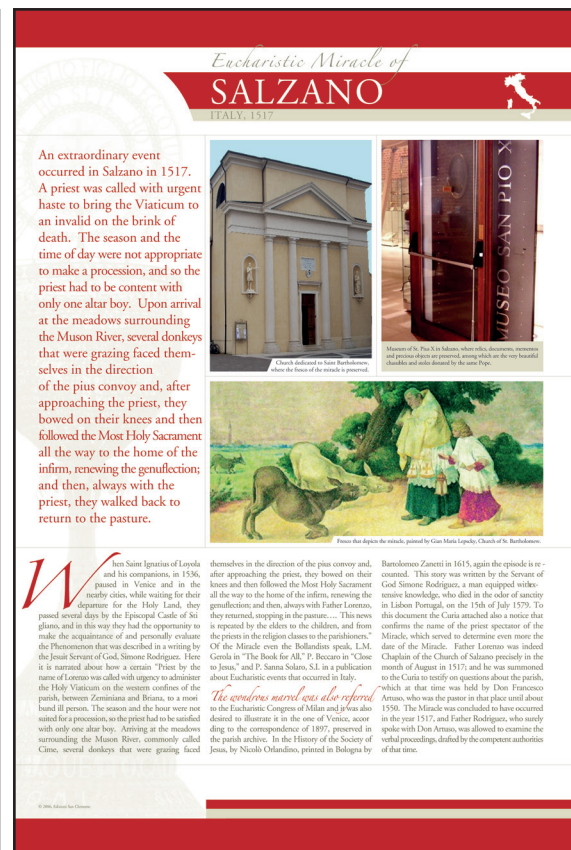 Eucharistic Miracle of
SALZANO
ITALY, 1517
An extraordinary event
occurred in Salzano in 1517.
A priest was called with urgent
haste to bring the Viaticum to
an invalid on the brink of
death. The season and the
time of day were not appropriate
to make a procession, and so the
priest had to be content with
only one altar boy. Upon arrival
at the meadows surrounding
the Muson River, several donkeys
that were grazing faced them-
selves in the direction
of the pius convoy and, after
approaching the priest, they
bowed on their knees and then
followed the Most Holy Sacrament
all the way to the home of the
infirm, renewing the genuflection;
and then, always with the
priest, they walked back to
return to the pasture.
Church dedicated to Saint Bartholomew,
where the fresco of the miracle is preserved.
MUSEO SAN PIO X
Museum of St. Pius X in Salzano, where relics, documents, mementos
and precious objects are preserved, among which are the very beautiful
chasubles and stoles donated by the same Pope.
Fresco that depicts the miracle, painted by Gian Maria Lepscky, Church of St. Bartholomew.
When Saint Ignatius of Loyola
and his companions, in 1536,
paused in Venice and in the
nearby cities, while waiting for their
departure for the Holy Land, they
passed several days by the Episcopal Castle of Sti
gliano, and in this way they had the opportunity to
make the acquaintance of and personally evaluate
the Phenomenon that was described in a writing by
the Jesuit Servant of God, Simone Rodriguez. Here
it is narrated about how a certain “Priest by the
name of Lorenzo was called with urgency to administer
the Holy Viaticum on the western confines of the
parish, between Zeminiana and Briana, to a mori
bund ill person. The season and the hour were not
suited for a procession, so the priest had to be satisfied
with only one altar boy. Arriving at the meadows
surrounding the Muson River, commonly called
Cime, several donkeys that were grazing faced
themselves in the direction of the pius convoy and,
after approaching the priest, they bowed on their
knees and then followed the Most Holy Sacrament
all the way to the home of the infirm, renewing the
genuflection; and then, always with Father Lorenzo,
they returned, stopping in the pasture.… This news
is repeated by the elders to the children, and from
the priests in the religion classes to the parishioners.”
Of the Miracle even the Bollandists speak, L.M.
Gerola in “The Book for All,” P. Beccaro in “Close
to Jesus,” and P. Sanna Solaro, S.I. in a publication
about Eucharistic events that occurred in Italy.
The wondrous marvel was also referred
to the Eucharistic Congress of Milan and it was also
desired to illustrate it in the one of Venice, accor
ding to the correspondence of 1897, preserved in
the parish archive. In the History of the Society of
Jesus, by Nicolò Orlandino, printed in Bologna by
Bartolomeo Zanetti in 1615, again the episode is re -
counted. This story was written by the Servant of
God Simone Rodriguez, a man equipped with ex-
tensive knowledge, who died in the odor of sanctity
in Lisbon Portugal, on the 15th of July 1579. To
this document the Curia attached also a notice that
confirms the name of the priest spectator of the
Miracle, which served to determine even more the
date of the Miracle. Father Lorenzo was indeed
Chaplain of the Church of Salzano precisely in the
month of August in 1517; and he was summoned
to the Curia to testify on questions about the parish,
which at that time was held by Don Francesco
Artuso, who was the pastor in that place until about
1550. The Miracle was concluded to have occurred
in the year 1517, and Father Rodriguez, who surely
spoke with Don Artuso, was allowed to examine the
verbal proceedings, drafted by the competent authorities
of that time.